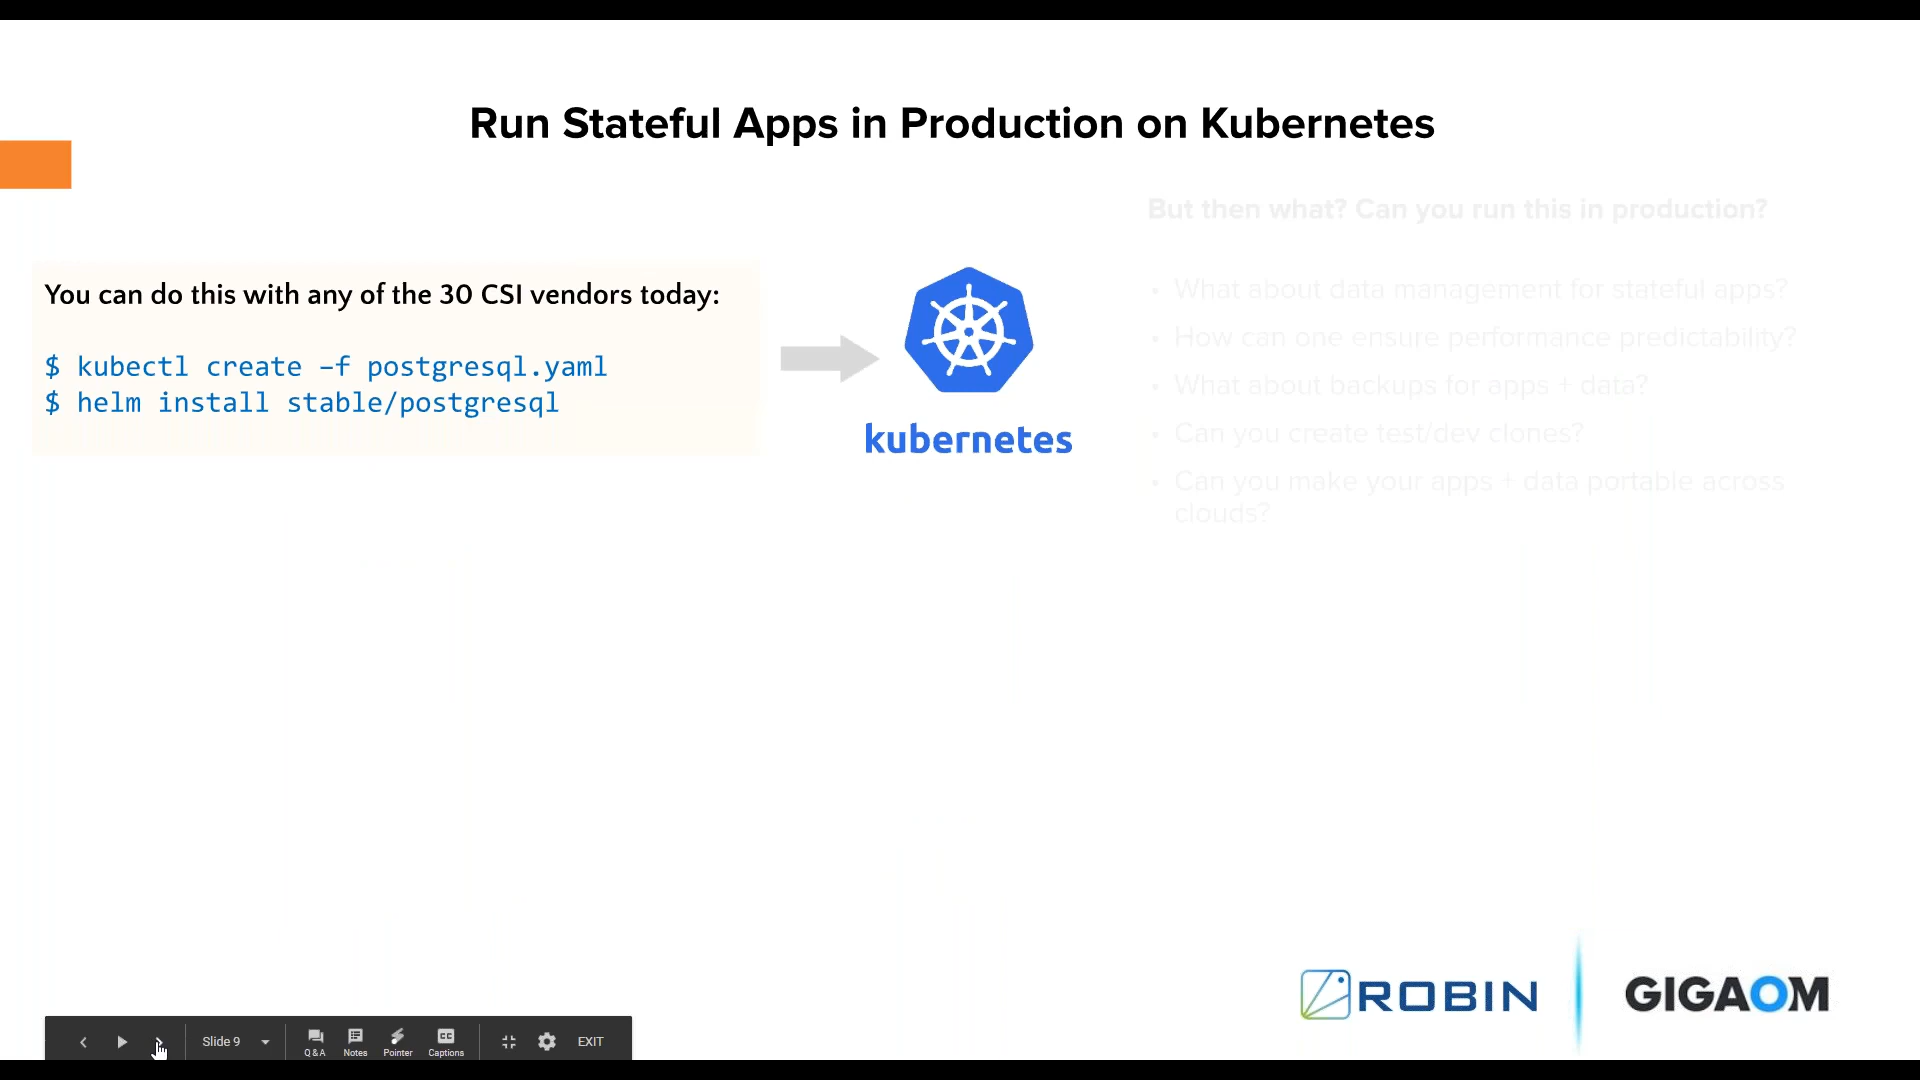 Run Stateful Apps in Production on Kubernetes
But then what? Can you run this in production?
You can do this with any of the 30 CSI vendors today:
$ kubectl create –f postgresql.yaml
$ helm install stable/postgresql
kubernetes
• What about data management for stateful apps?
• How can one ensure performance predictability?
• What about backups for apps + data?
• Can you create test/dev clones?
• Can you make your apps + data portable across
clouds?
ROBIN
GIGAOM
Slide 9
Q & A
Notes
Pointer
Captions
EXIT